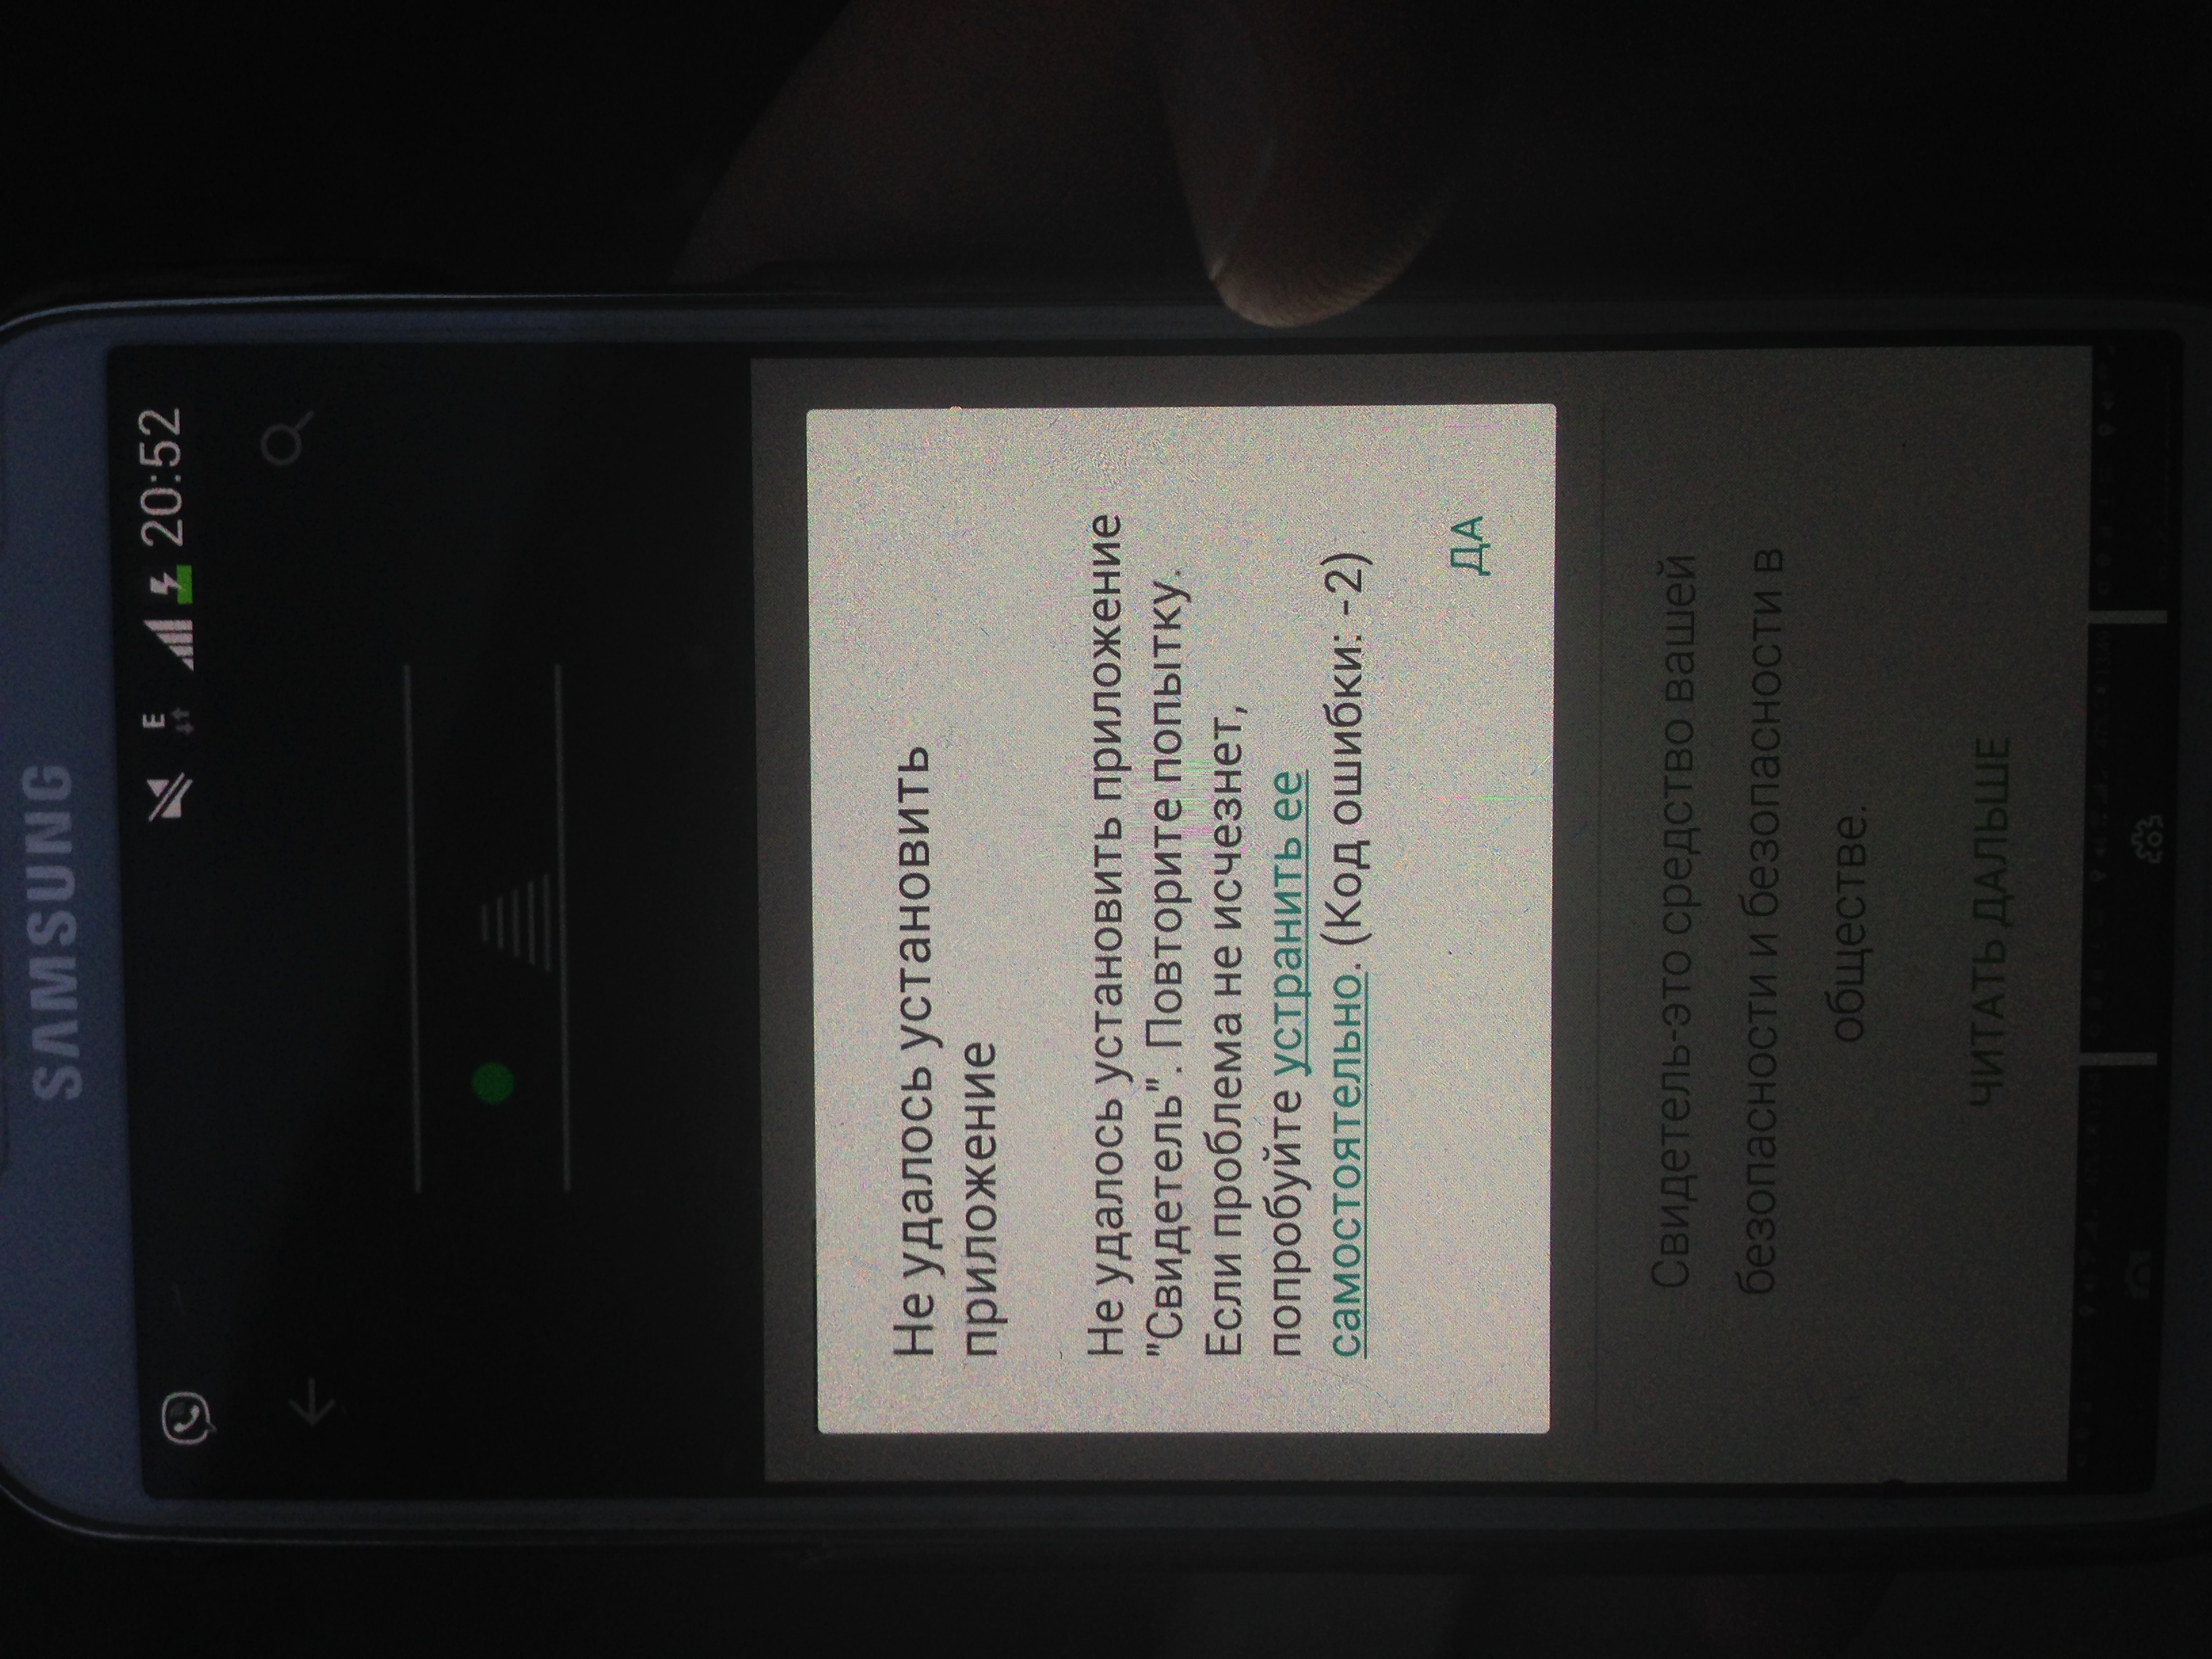 SAMSUNG
E
20:52
Не удалось установить
приложение
Не удалось установить приложение
"Свидетель". Повторите попытку.
Если проблема не исчезнет,
попробуйте устранить ее
самостоятельно. (Код ошибки: -2)
ДА
Свидетель-это средство вашей
безопасности и безопасности в
обществе.
ЧИТАТЬ ДАЛЬШЕ